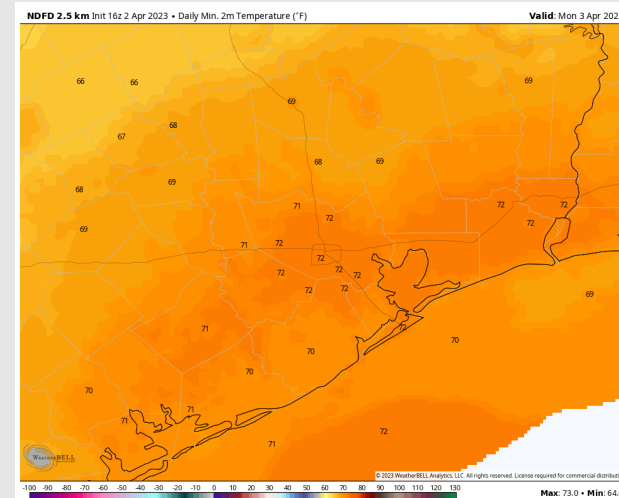 NDFD 2.5 km Init 16z 2 Apr 2023 • Daily Min. 2m Temperature (°F)
Valid: Mon 3 Apr 202
66 66 69
69
67 68
68 69
68 69
71 72 72 72
69 72
71 72
72
72 72 72
72 72
69
72
71 70
70
70
70
71 71
72
71
WEATHERBELL
© 2023 WeatherBELL Analytics, LLC. All rights reserved. License required for commercial distributi
-100 -90 -80 -70 -60 -50 -40 -30 -20 -10 0 10 20 30 40 50 60 70 80 90 100 110 120 130
Max: 73.0 • Min: 64.